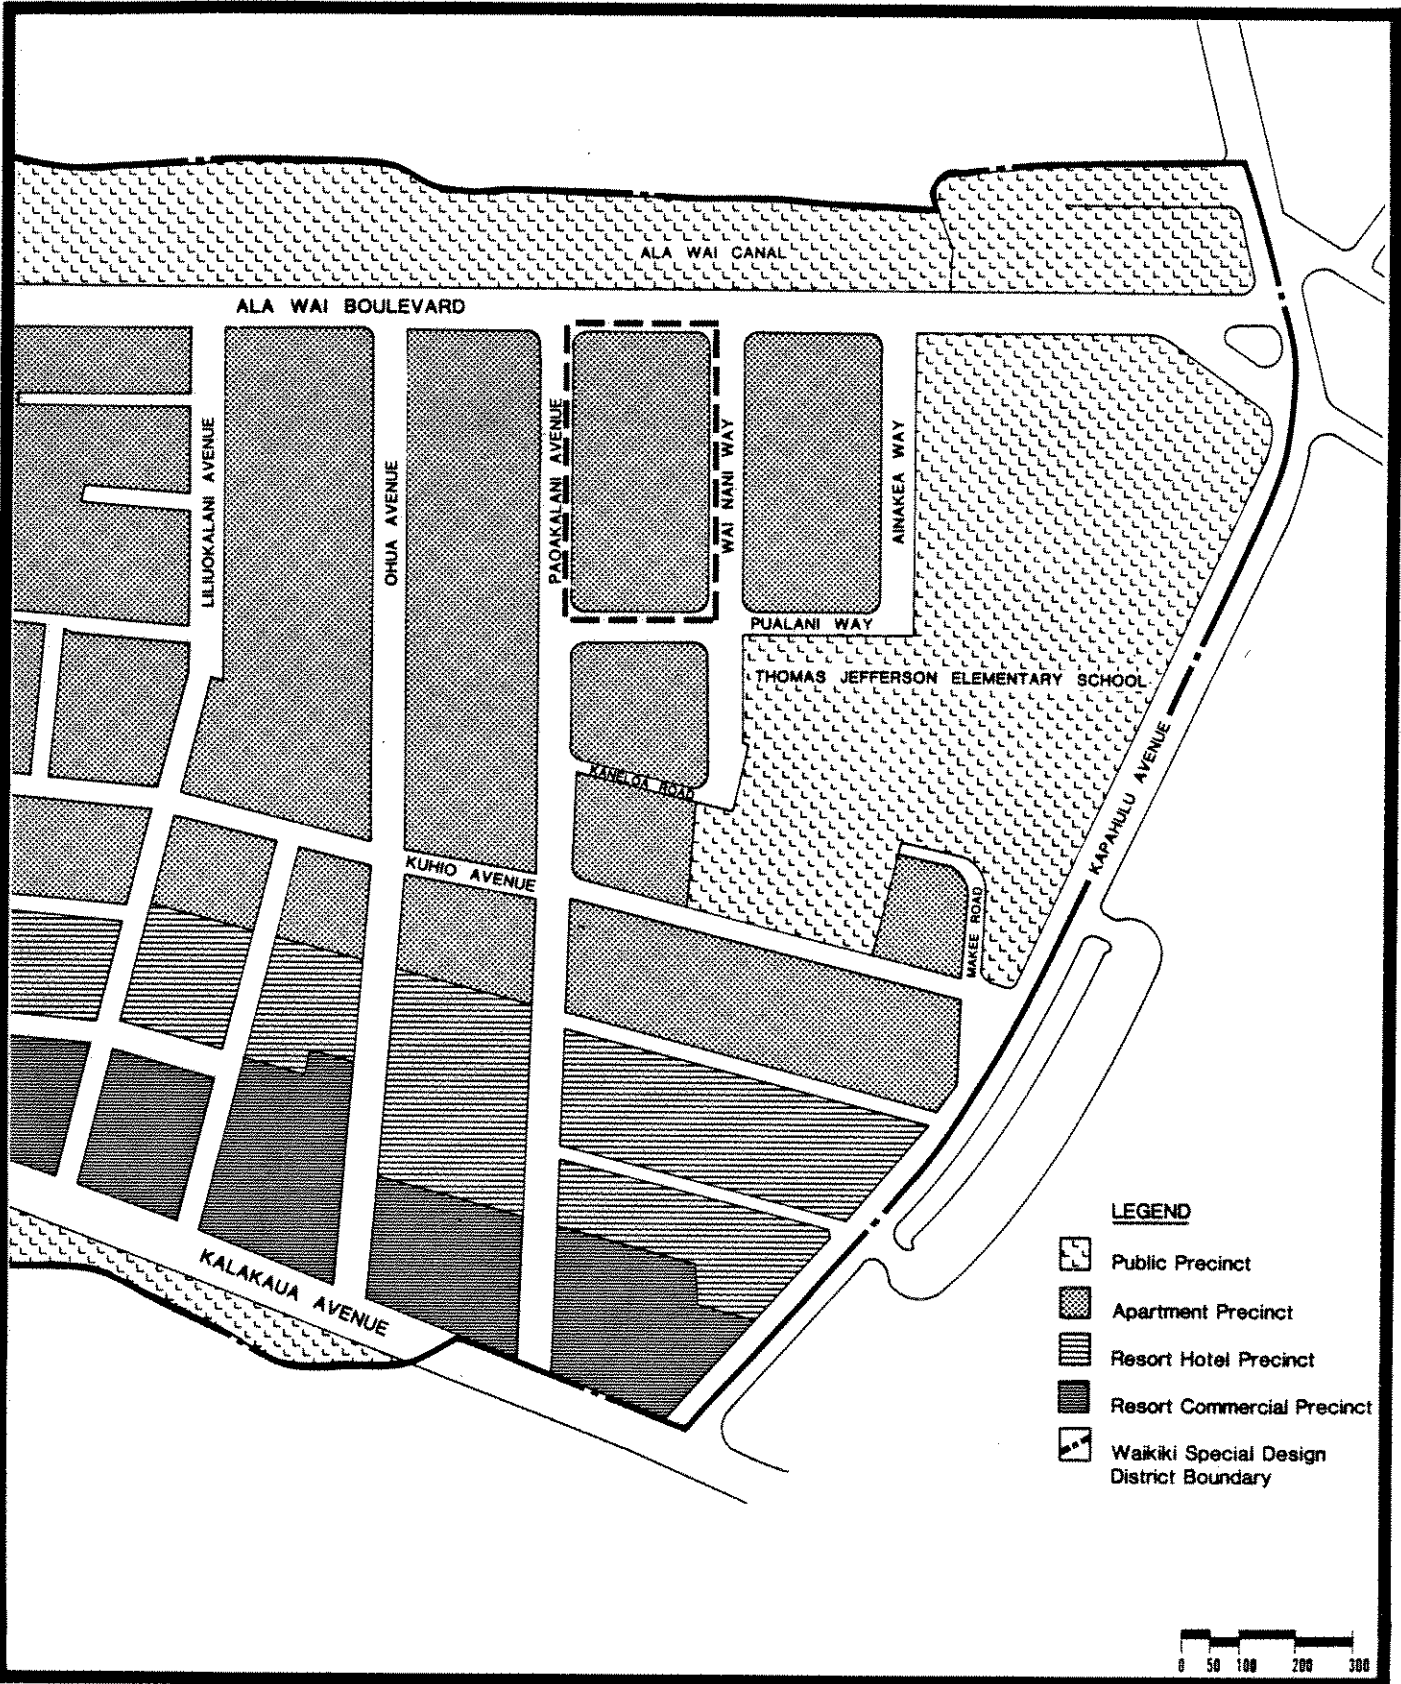 ALA WAI CANAL
ALA WAI BOULEVARD
LILIUOKALANI AVENUE
OHUA AVENUE
PAOAKALANI AVENUE
WAI NANI WAY
AINAKEA WAY
PUALANI WAY
THOMAS JEFFERSON ELEMENTARY SCHOOL
KANELOA ROAD
KAPAHULU AVENUE
KUHIO AVENUE
MAKEE ROAD
KALAKAUA AVENUE
LEGEND
Public Precinct
Apartment Precinct
Resort Hotel Precinct
Resort Commercial Precinct
Waikiki Special Design
District Boundary
0 50 100 200 300